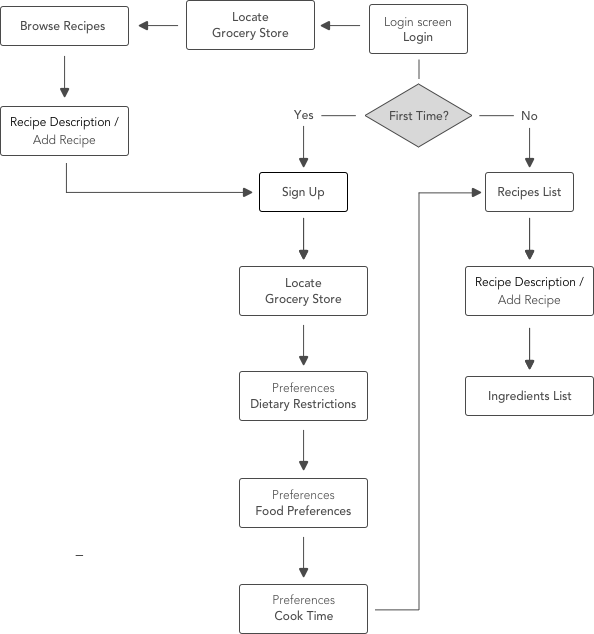 Browse Recipes
Locate
Grocery Store
Login screen
Login
Recipe Description /
Add Recipe
Yes
First Time?
No
Sign Up
Recipes List
Locate
Grocery Store
Recipe Description /
Add Recipe
Preferences
Dietary Restrictions
Ingredients List
Preferences
Food Preferences
Preferences
Cook Time